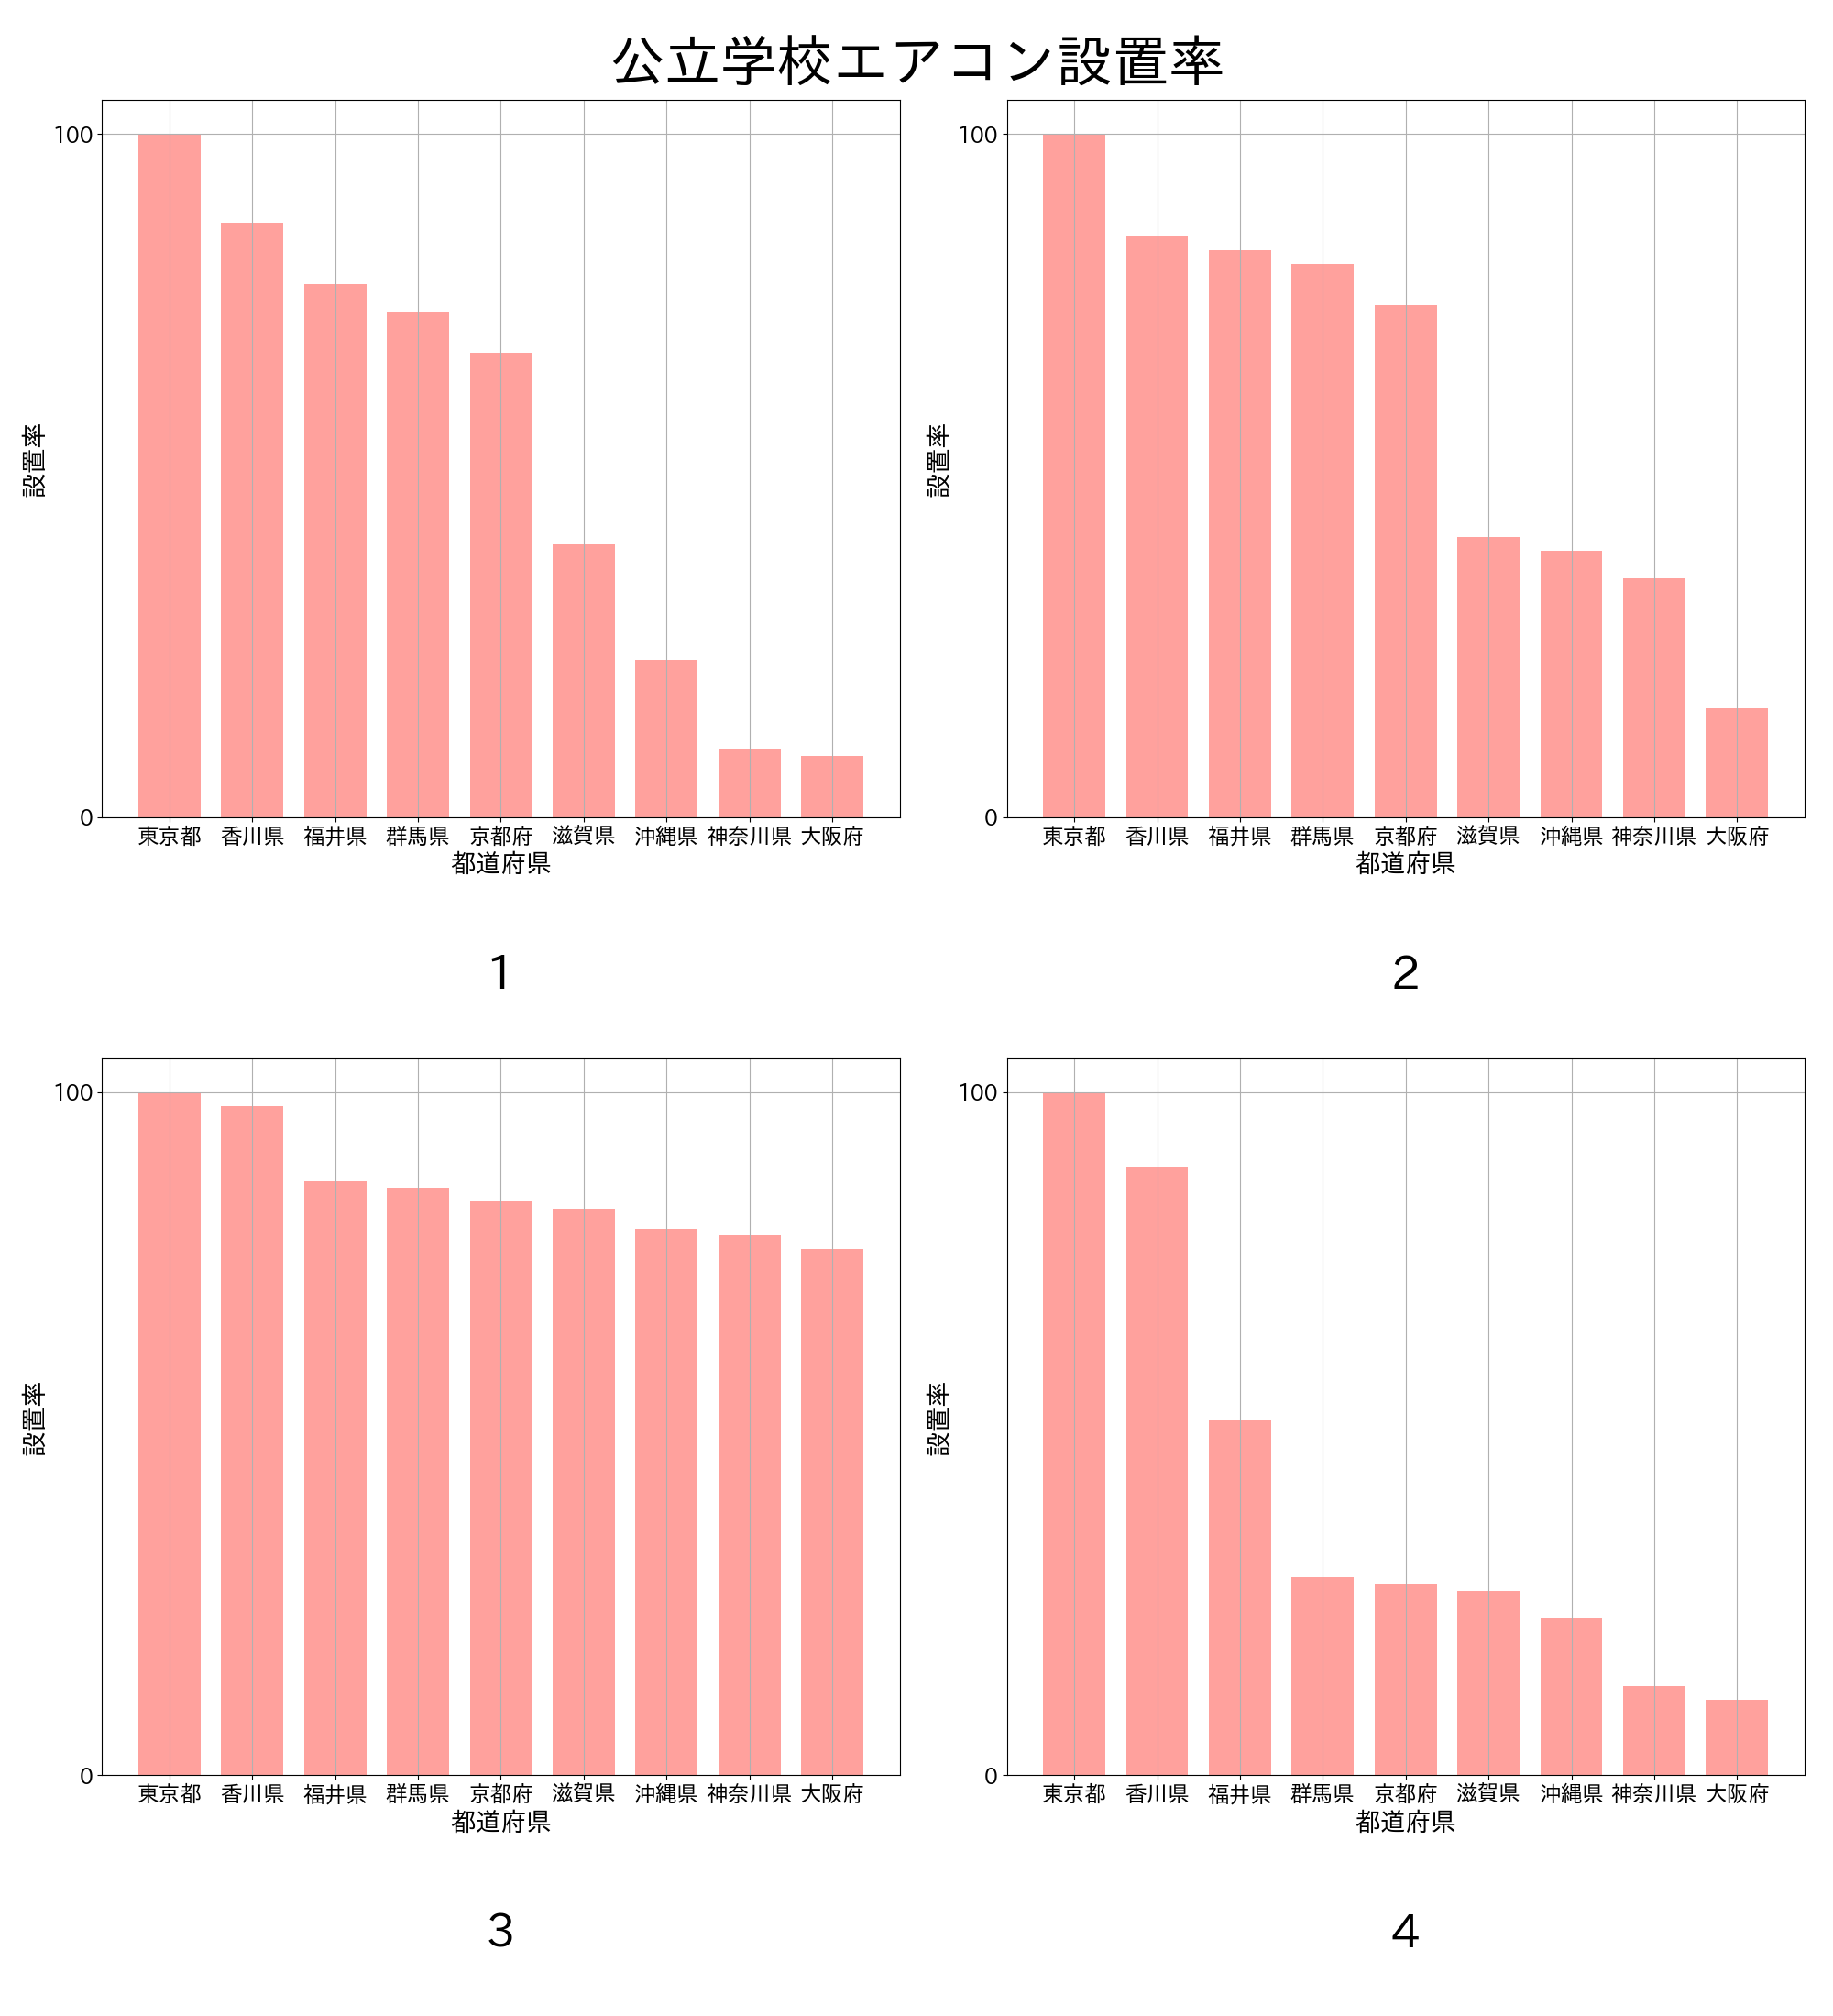 公立学校エアコン設置率
100
0
設置率
東京都 香川県 福井県 群馬県 京都府 滋賀県 沖縄県 神奈川県 大阪府
都道府県
1
100
0
設置率
東京都 香川県 福井県 群馬県 京都府 滋賀県 沖縄県 神奈川県 大阪府
都道府県
2
100
0
設置率
東京都 香川県 福井県 群馬県 京都府 滋賀県 沖縄県 神奈川県 大阪府
都道府県
3
100
0
設置率
東京都 香川県 福井県 群馬県 京都府 滋賀県 沖縄県 神奈川県 大阪府
都道府県
4